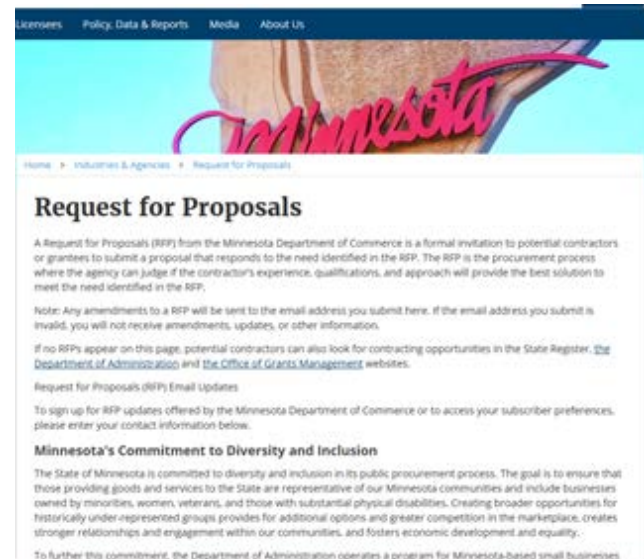 Licensees Policy, Data & Reports Media About Us
Minnesota
Home Industries & Agencies Request for Proposals
Request for Proposals
A Request for Proposals (RFP) from the Minnesota Department of Commerce is a formal invitation to potential contractors
or grantees to submit a proposal that responds to the need identified in the RFP. The RFP is the procurement process
where the agency can judge if the contractor's experience, qualifications, and approach will provide the best solution to
meet the need identified in the RFP.
Note: Any amendments to a RFP will be sent to the email address you submit here. If the email address you submit is
invalid, you will not receive amendments, updates, or other information.
If no RFPs appear on this page, potential contractors can also look for contracting opportunities in the State Register, the
Department of Administration and the Office of Grants Management websites.
Request for Proposals (RFP) Email Updates
To sign up for RFP updates offered by the Minnesota Department of Commerce or to access your subscriber preferences,
please enter your contact information below.
Minnesota's Commitment to Diversity and Inclusion
The State of Minnesota is committed to diversity and inclusion in its public procurement process. The goal is to ensure that
those providing goods and services to the State are representative of our Minnesota communities and include businesses
owned by minorities, women, veterans, and those with substantial physical disabilities. Creating broader opportunities for
historically under-represented groups provides for additional options and greater competition in the marketplace, creates
stronger relationships and engagement within our communities, and fosters economic development and equality.
To further this commitment, the Department of Administration operates a program for Minnesota-based small businesses